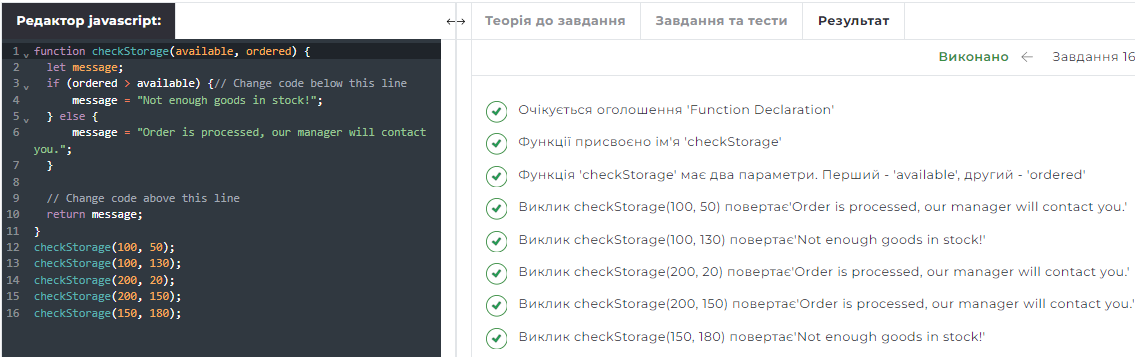 Редактор javascript:
Теорія до завдання
Завдання та тести
Результат
1 function checkStorage(available, ordered) {
2 let message;
3 if (ordered > available) {// Change code below this line
4 message = "Not enough goods in stock!";
5 } else {
6 message = "Order is processed, our manager will contact
you.";
7 }
8
9 // Change code above this line
10 return message;
11 }
12 checkStorage(100, 50);
13 checkStorage(100, 130);
14 checkStorage(200, 20);
15 checkStorage(200, 150);
16 checkStorage(150, 180);
Виконано ← Завдання 16
Очікується оголошення 'Function Declaration'
Функції присвоєно ім'я 'checkStorage'
Функція 'checkStorage' має два параметри. Перший - 'available', другий - 'ordered'
Виклик checkStorage(100, 50) повертає'Order is processed, our manager will contact you.'
Виклик checkStorage(100, 130) повертає'Not enough goods in stock!'
Виклик checkStorage(200, 20) повертає'Order is processed, our manager will contact you.'
Виклик checkStorage(200, 150) повертає'Order is processed, our manager will contact you.'
Виклик checkStorage(150, 180) повертає'Not enough goods in stock!'